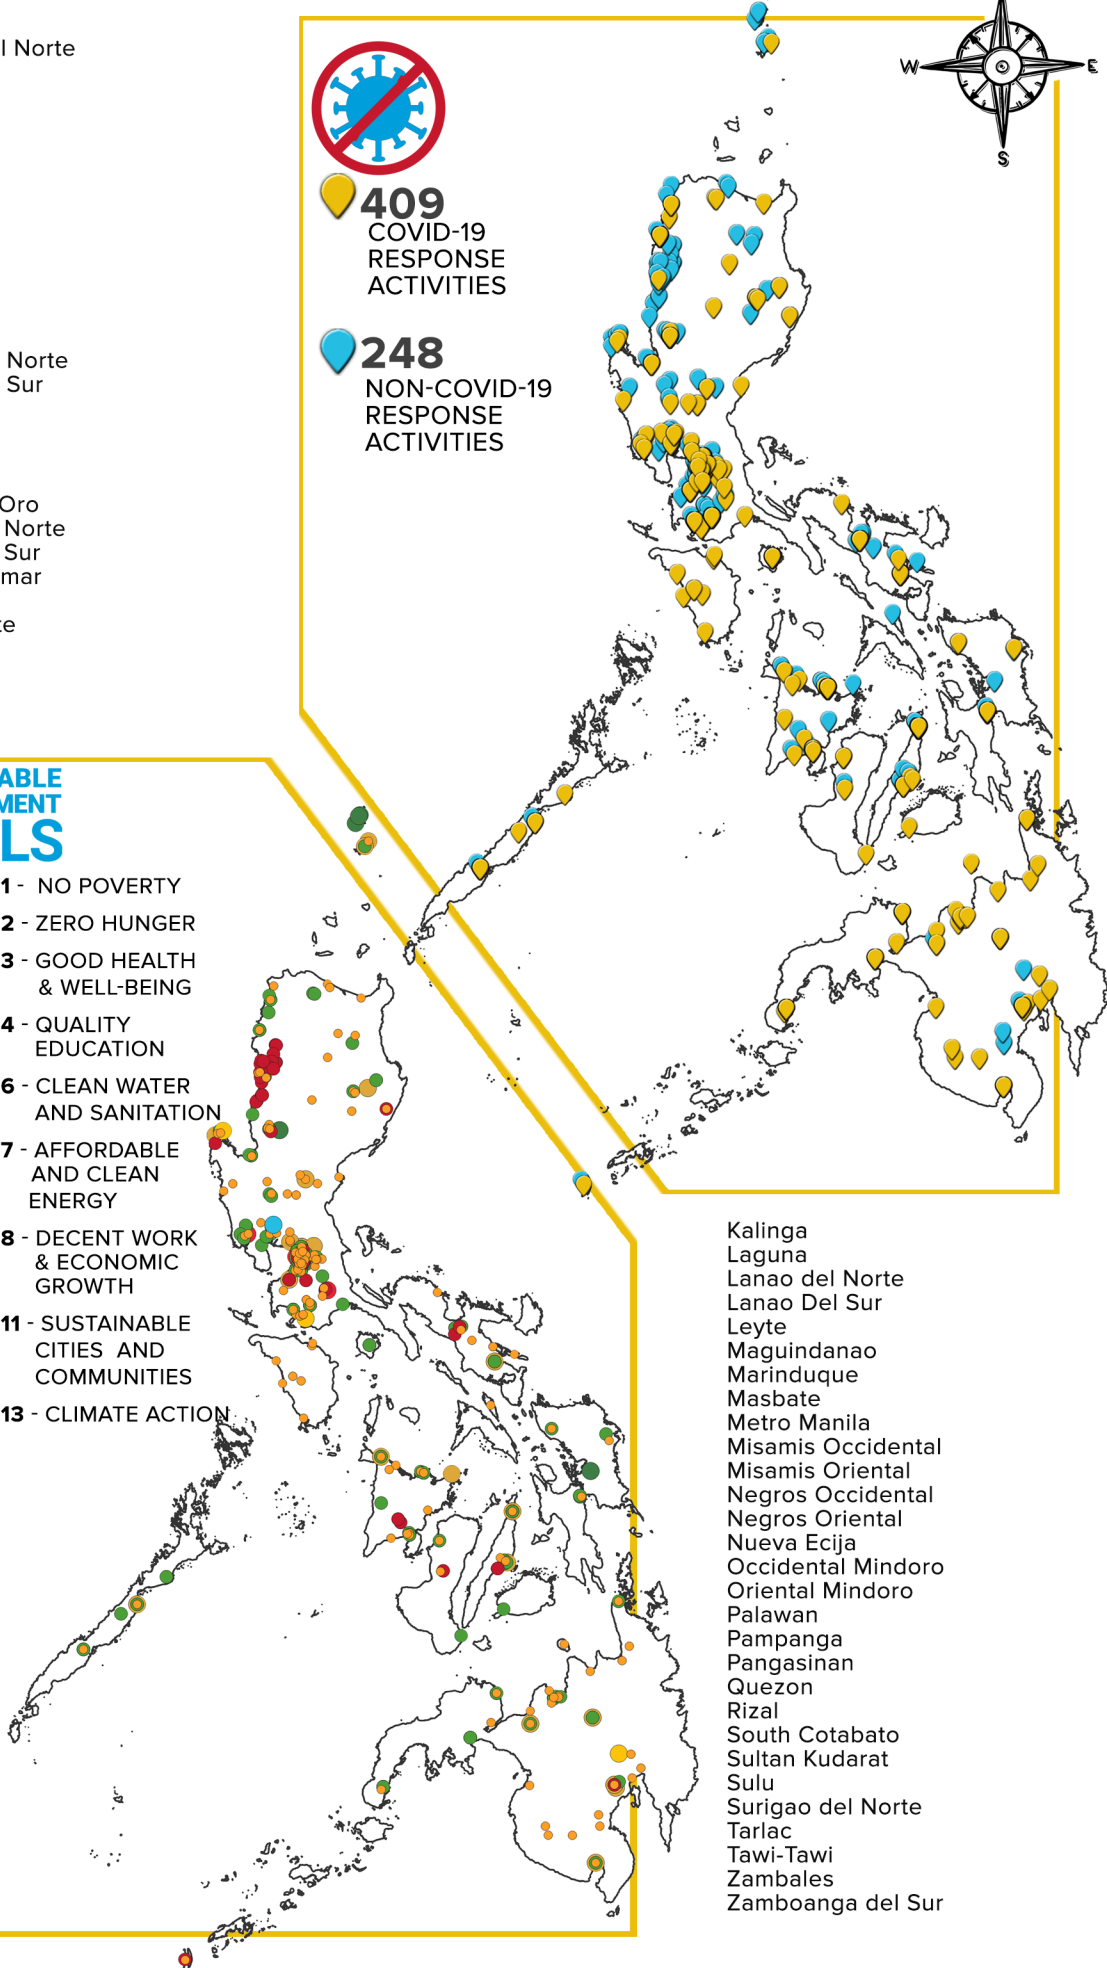 l Norte
Norte
Sur
Oro
Norte
Sur
mar
te
W
E
S
409
COVID-19
RESPONSE
ACTIVITIES
248
NON-COVID-19
RESPONSE
ACTIVITIES
ABLE
MENT
LS
1 - NO POVERTY
2 - ZERO HUNGER
3 - GOOD HEALTH
& WELL-BEING
4 - QUALITY
EDUCATION
6 - CLEAN WATER
AND SANITATION
7 - AFFORDABLE
AND CLEAN
ENERGY
8 - DECENT WORK
& ECONOMIC
GROWTH
11 - SUSTAINABLE
CITIES AND
COMMUNITIES
13 - CLIMATE ACTION
Kalinga
Laguna
Lanao del Norte
Lanao Del Sur
Leyte
Maguindanao
Marinduque
Masbate
Metro Manila
Misamis Occidental
Misamis Oriental
Negros Occidental
Negros Oriental
Nueva Ecija
Occidental Mindoro
Oriental Mindoro
Palawan
Pampanga
Pangasinan
Quezon
Rizal
South Cotabato
Sultan Kudarat
Sulu
Surigao del Norte
Tarlac
Tawi-Tawi
Zambales
Zamboanga del Sur